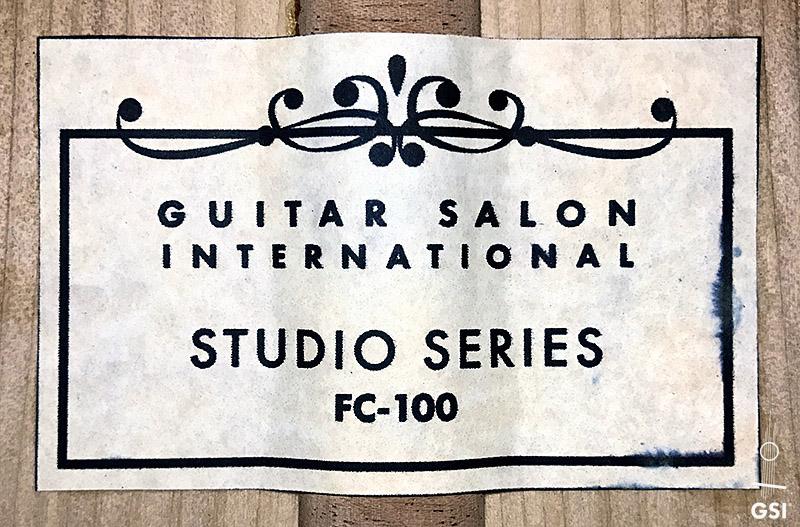 GUITAR SALON
INTERNATIONAL
STUDIO SERIES
FC-100
GSI